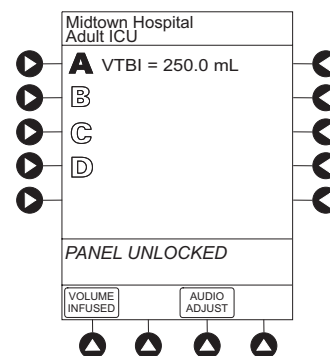 Midtown Hospital
Adult ICU
A VTBI = 250.0 mL
B
C
D
PANEL UNLOCKED
VOLUME
INFUSED
AUDIO
ADJUST